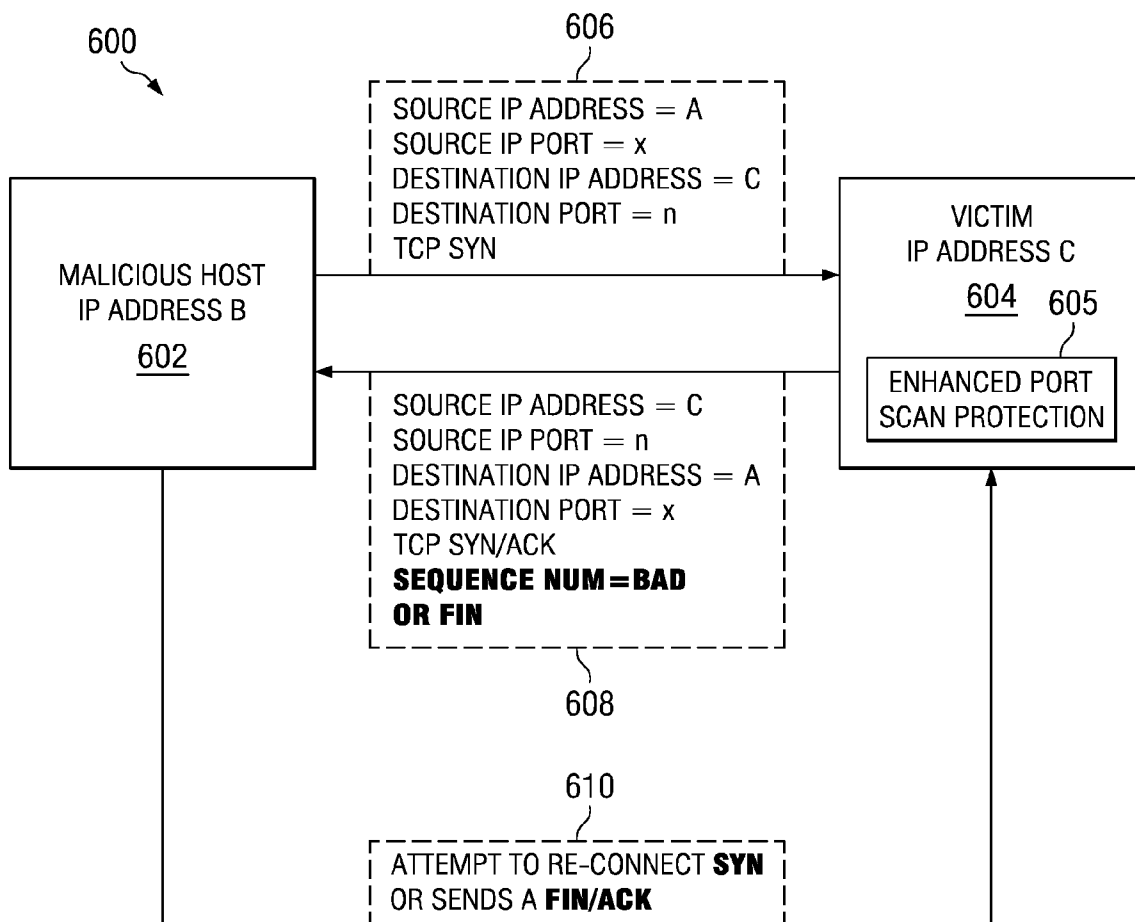 600
606
SOURCE IP ADDRESS = A
SOURCE IP PORT = x
DESTINATION IP ADDRESS = C
DESTINATION PORT = n
TCP SYN
MALICIOUS HOST
IP ADDRESS B
602
VICTIM
IP ADDRESS C
604
605
ENHANCED PORT
SCAN PROTECTION
SOURCE IP ADDRESS = C
SOURCE IP PORT = n
DESTINATION IP ADDRESS = A
DESTINATION PORT = x
TCP SYN/ACK
SEQUENCE NUM=BAD
OR FIN
608
610
ATTEMPT TO RE-CONNECT SYN
OR SENDS A FIN/ACK